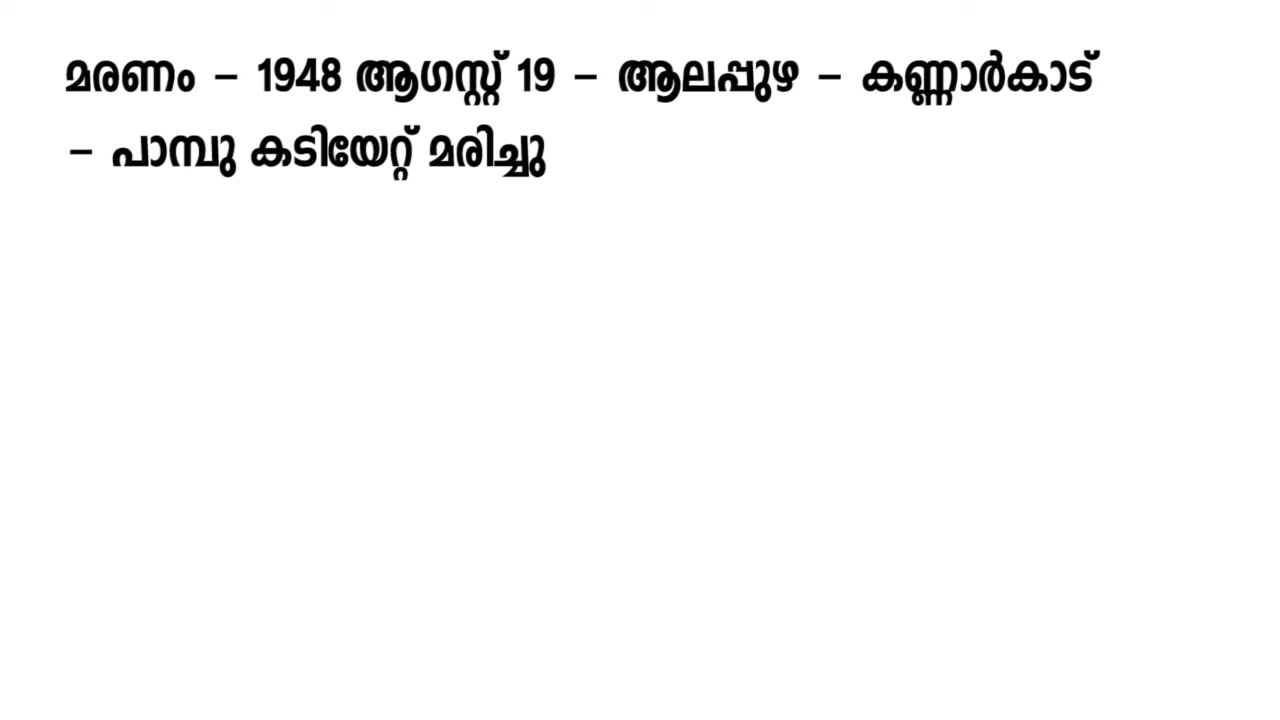 മരണം – 1948 ആഗസ്റ്റ് 19 – ആലപ്പുഴ – കണ്ണാർകാട്
– പാമ്പു കടിയേറ്റ് മരിച്ചു